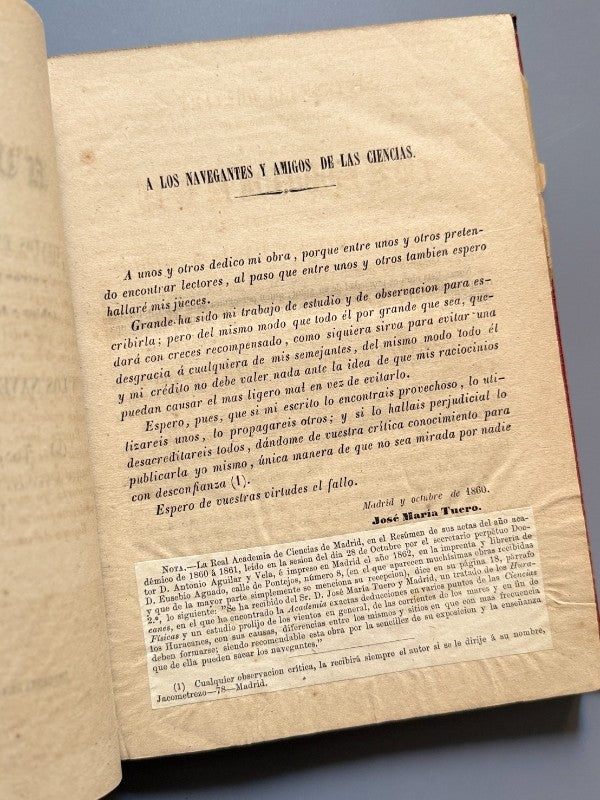 A LOS NAVEGANTES Y AMIGOS DE LAS CIENCIAS.
A unos y otros dedico mi obra, porque entre unos y otros preten-
do encontrar lectores, al paso que entre unos y otros tambien espero
hallaré mis jueces.
Grande ha sido mi trabajo de estudio y de observacion para es-
cribirla; pero del mismo modo que todo él por grande que sea, que-
dará con creces recompensado, como siquiera sirva para evitar una
desgracia á cualquiera de mis semejantes, del mismo modo todo él
y mi crédito no debe valer nada ante la idea de que mis raciocinios
puedan causar el mas ligero mal en vez de evitarlo.
Espero, pues, que si mi escrito lo encontrais provechoso, lo uti-
lizareis unos, lo propagareis otros; y si lo hallais perjudicial lo
desacreditareis todos, dándome de vuestra crítica conocimiento para
publicarla yo mismo, única manera de que no sea mirada por nadie
con desconfianza (1).
Espero de vuestras virtudes el fallo.
Madrid y octubre de 1860.
José María Tuero.
NOTA.—La Real Academia de Ciencias de Madrid, en el Resúmen de sus actas del año aca-
démico de 1860 á 1861, leido en la sesion del dia 28 de Octubre por el secretario perpétuo Doc-
tor D. Antonio Aguilar y Vela, é impreso en Madrid el año 1862, en la imprenta y libreria de
D. Eusebio Aguado, calle de Pontejos, número 8, (en el que aparecen muchísimas obras recibidas
y que de la mayor parte simplemente se menciona su recepcion), dice en su página 18, párrafo
2.º, lo siguiente: "Se ha recibido del Sr. D. José María Tuero y Madrid, un tratado de los Hura-
canes, en el que ha encontrado la Academia exactas deducciones en varios puntos de las Ciencias
Físicas y un estudio prolijo de los vientos en general, de las corrientes de los mares y en fin de
los Huracanes, con sus causas, diferencias entre los mismos y sitios en que con mas frecuencia
deben formarse; siendo recomendable esta obra por la sencillez de su exposicion y la enseñanza
que de ella pueden sacar los navegantes."
(1) Cualquier observacion crítica, la recibirá siempre el autor si se le dirije á su nombre,
Jacometrezo—78—Madrid.